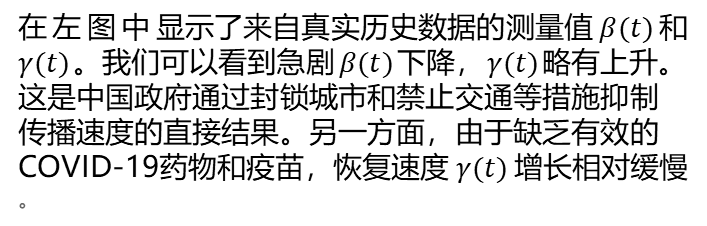 在左图中显示了来自真实历史数据的测量值 𝛽(𝑡) 和
𝛾(𝑡)。我们可以看到急剧 𝛽(𝑡) 下降，𝛾(𝑡) 略有上升。
这是中国政府通过封锁城市和禁止交通等措施抑制
传播速度的直接结果。另一方面，由于缺乏有效的
COVID-19药物和疫苗，恢复速度 𝛾(𝑡) 增长相对缓慢
。